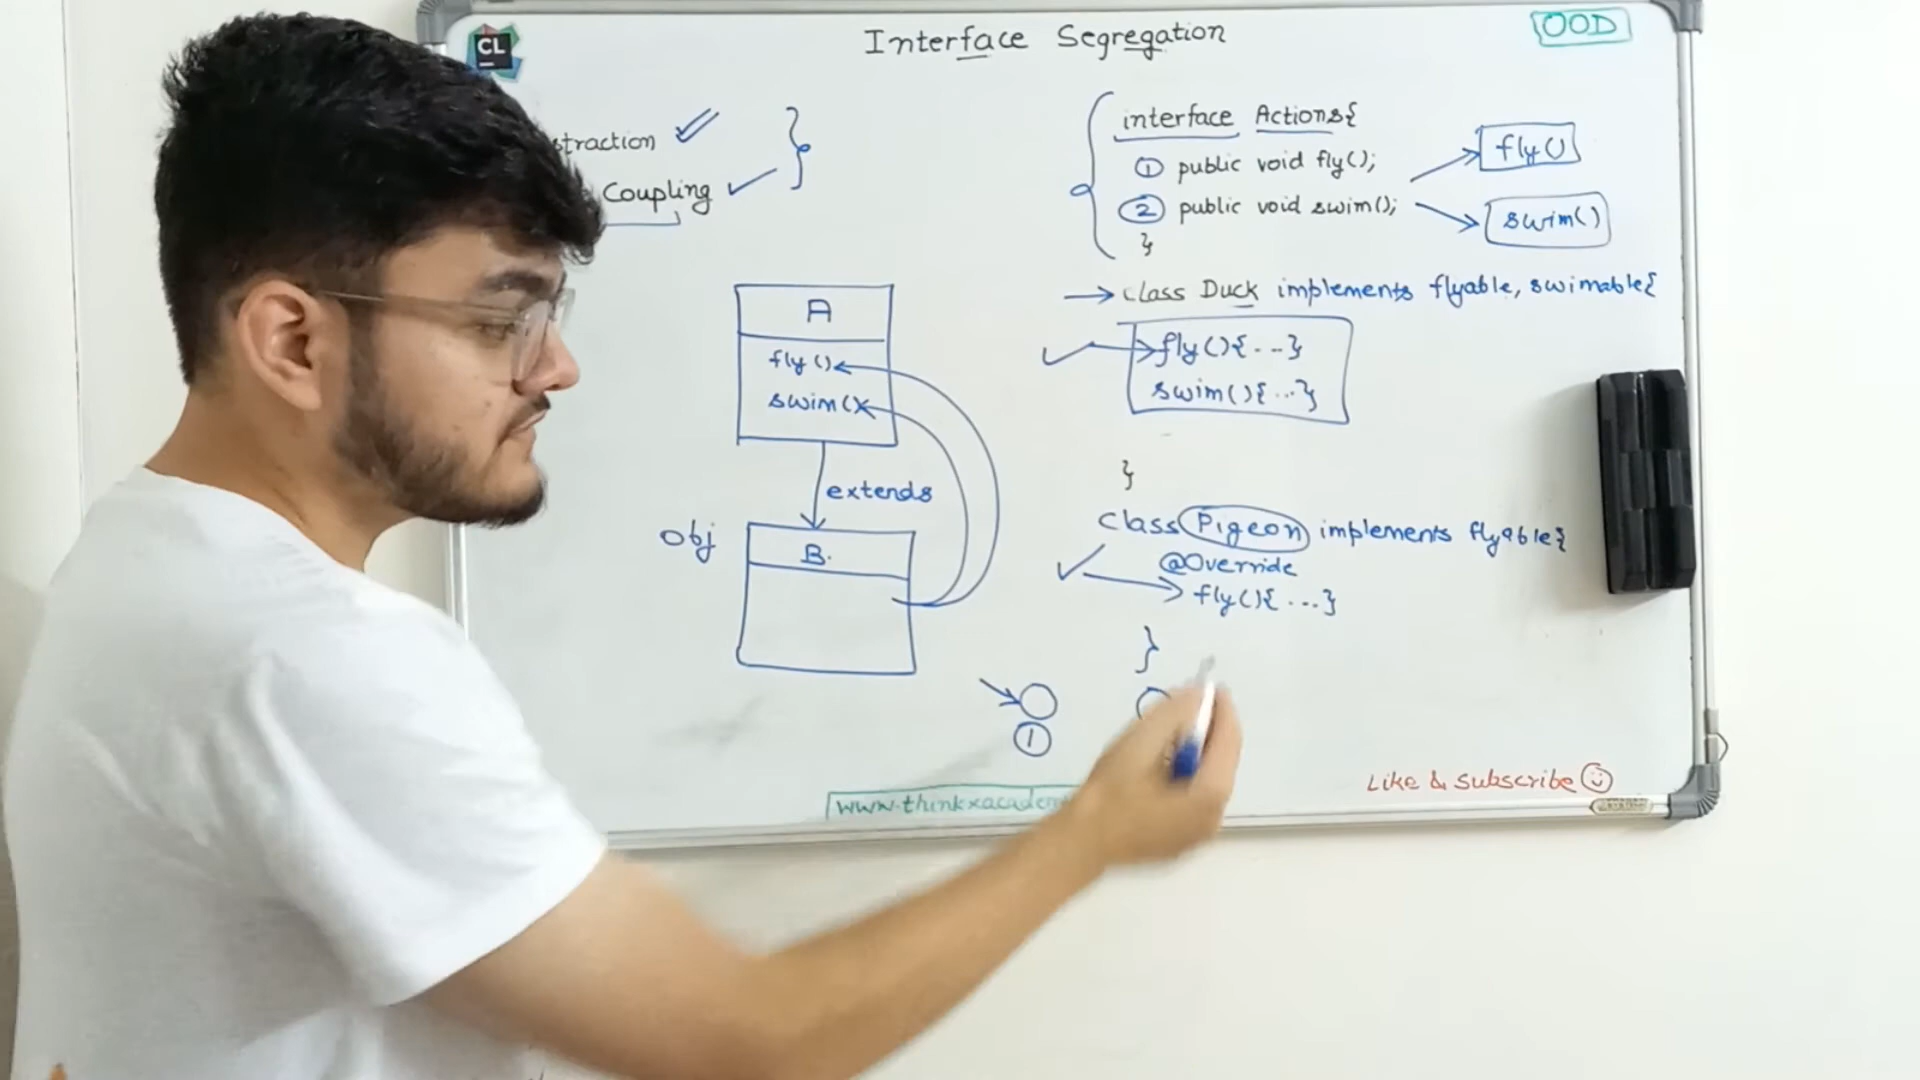 CL
Interface Segregation
OOD
straction
Coupling
interface Actions{
① public void fly();
② public void swim();
}
fly()
swim()
class Duck implements flyable, swimable{
fly(){...}
swim(){...}
}
class Pigeon implements flyable{
@Override
fly(){...}
}
A
fly()
swim()
extends
Obj
B.
①
www.thinkxacadem
Like & Subscribe